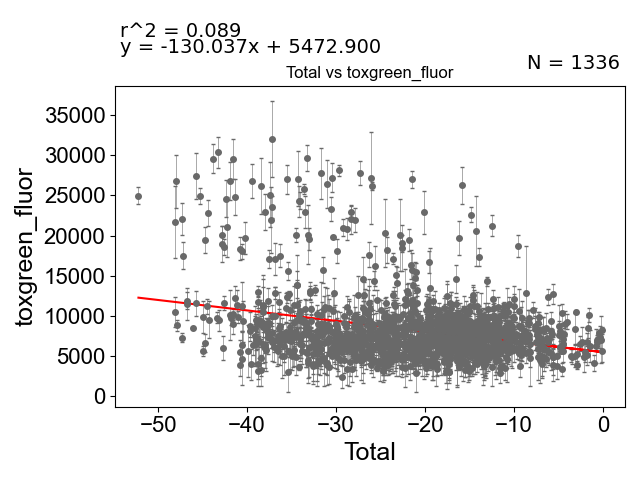 r^2 = 0.089
y = -130.037x + 5472.900
N = 1336
Total vs toxgreen_fluor
35000
30000
25000
20000
15000
10000
5000
0
toxgreen_fluor
−50
−40
−30
−20
−10
0
Total